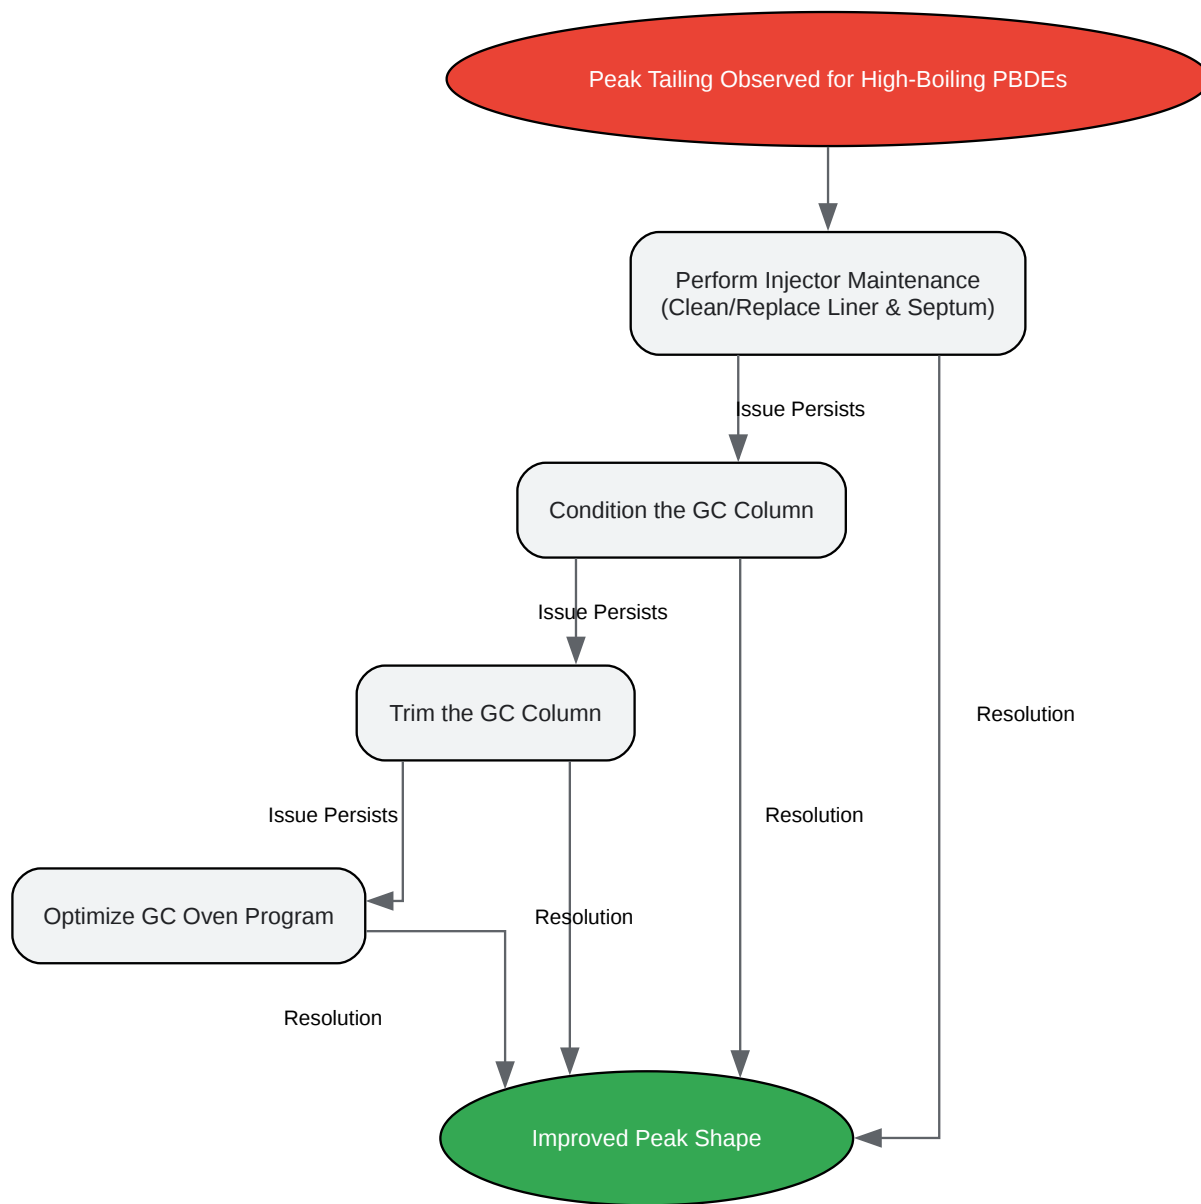 Peak Tailing Observed for High-Boiling PBDEs
Perform Injector Maintenance
(Clean/Replace Liner & Septum)
Issue Persists
Condition the GC Column
Issue Persists
Trim the GC Column
Resolution
Issue Persists
Resolution
Optimize GC Oven Program
Resolution
Resolution
Improved Peak Shape